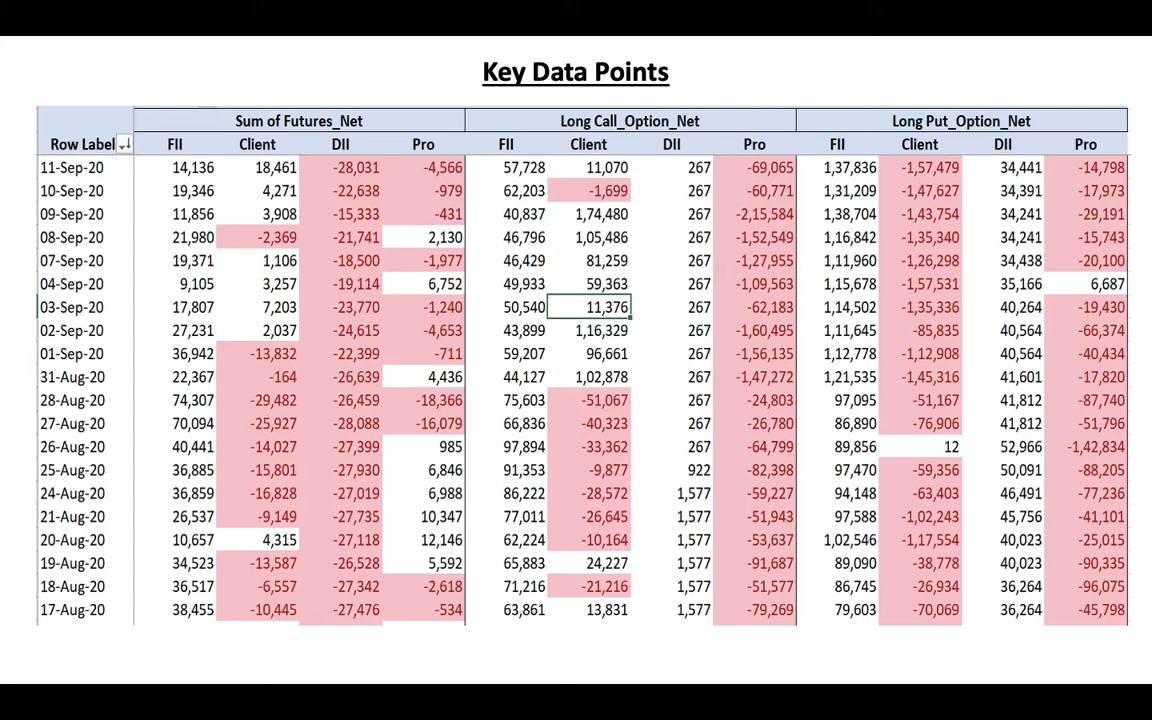 Key Data Points
Sum of Futures_Net Long Call_Option_Net Long Put_Option_Net
Row Label FII Client DII Pro FII Client DII Pro FII Client DII Pro
11-Sep-20 14,136 18,461 -28,031 -4,566 57,728 11,070 267 -69,065 1,37,836 -1,57,479 34,441 -14,798
10-Sep-20 19,346 4,271 -22,638 -979 62,203 -1,699 267 -60,771 1,31,209 -1,47,627 34,391 -17,973
09-Sep-20 11,856 3,908 -15,333 -431 40,837 1,74,480 267 -2,15,584 1,38,704 -1,43,754 34,241 -29,191
08-Sep-20 21,980 -2,369 -21,741 2,130 46,796 1,05,486 267 -1,52,549 1,16,842 -1,35,340 34,241 -15,743
07-Sep-20 19,371 1,106 -18,500 -1,977 46,429 81,259 267 -1,27,955 1,11,960 -1,26,298 34,438 -20,100
04-Sep-20 9,105 3,257 -19,114 6,752 49,933 59,363 267 -1,09,563 1,15,678 -1,57,531 35,166 6,687
03-Sep-20 17,807 7,203 -23,770 -1,240 50,540 11,376 267 -62,183 1,14,502 -1,35,336 40,264 -19,430
02-Sep-20 27,231 2,037 -24,615 -4,653 43,899 1,16,329 267 -1,60,495 1,11,645 -85,835 40,564 -66,374
01-Sep-20 36,942 -13,832 -22,399 -711 59,207 96,661 267 -1,56,135 1,12,778 -1,12,908 40,564 -40,434
31-Aug-20 22,367 -164 -26,639 4,436 44,127 1,02,878 267 -1,47,272 1,21,535 -1,45,316 41,601 -17,820
28-Aug-20 74,307 -29,482 -26,459 -18,366 75,603 -51,067 267 -24,803 97,095 -51,167 41,812 -87,740
27-Aug-20 70,094 -25,927 -28,088 -16,079 66,836 -40,323 267 -26,780 86,890 -76,906 41,812 -51,796
26-Aug-20 40,441 -14,027 -27,399 985 97,894 -33,362 267 -64,799 89,856 12 52,966 -1,42,834
25-Aug-20 36,885 -15,801 -27,930 6,846 91,353 -9,877 922 -82,398 97,470 -59,356 50,091 -88,205
24-Aug-20 36,859 -16,828 -27,019 6,988 86,222 -28,572 1,577 -59,227 94,148 -63,403 46,491 -77,236
21-Aug-20 26,537 -9,149 -27,735 10,347 77,011 -26,645 1,577 -51,943 97,588 -1,02,243 45,756 -41,101
20-Aug-20 10,657 4,315 -27,118 12,146 62,224 -10,164 1,577 -53,637 1,02,546 -1,17,554 40,023 -25,015
19-Aug-20 34,523 -13,587 -26,528 5,592 65,883 24,227 1,577 -91,687 89,090 -38,778 40,023 -90,335
18-Aug-20 36,517 -6,557 -27,342 -2,618 71,216 -21,216 1,577 -51,577 86,745 -26,934 36,264 -96,075
17-Aug-20 38,455 -10,445 -27,476 -534 63,861 13,831 1,577 -79,269 79,603 -70,069 36,264 -45,798